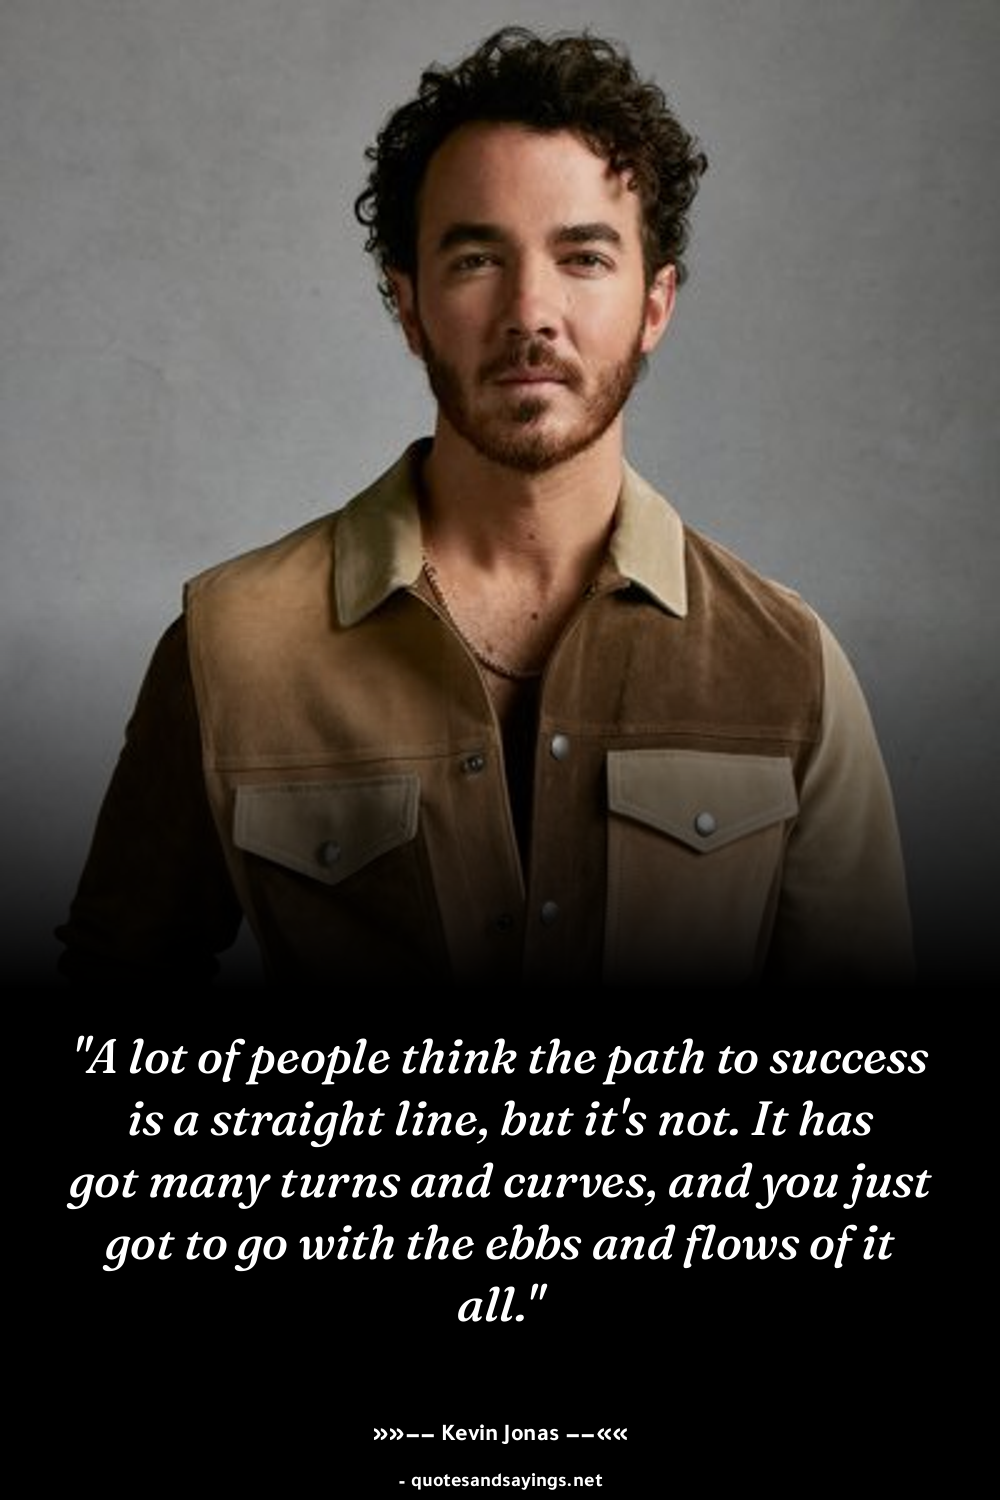 "A lot of people think the path to success
is a straight line, but it's not. It has
got many turns and curves, and you just
got to go with the ebbs and flows of it
all."
»»−− Kevin Jonas −−««
- quotesandsayings.net